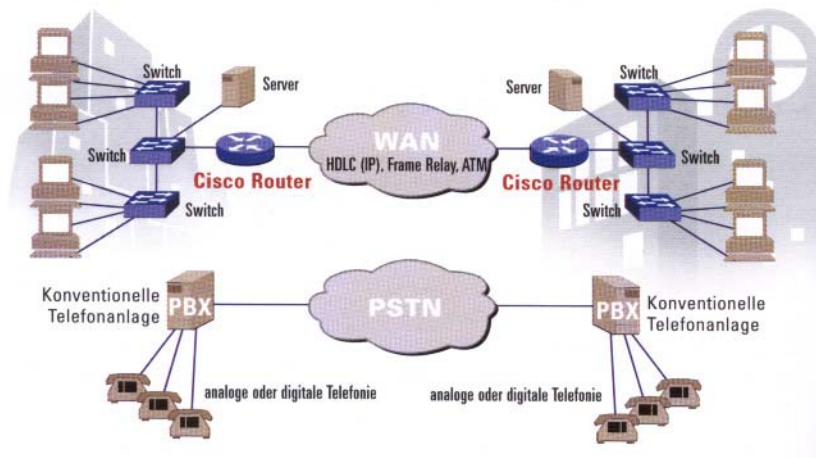 Switch
Server
Switch
Cisco Router
Switch
WAN
HDLC (IP), Frame Relay, ATM
Server
Switch
Cisco Router
Switch
Switch
Konventionelle
Telefonanlage
PBX
PSTN
PBX
Konventionelle
Telefonanlage
analoge oder digitale Telefonie
analoge oder digitale Telefonie